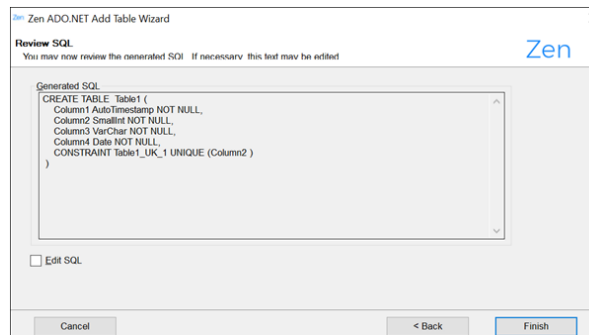 Zen Zen ADO.NET Add Table Wizard
Review SQL
You may now review the generated SQL. If necessary, this text may be edited
Zen
Generated SQL
CREATE TABLE Table1 (
Column1 AutoTimestamp NOT NULL,
Column2 SmallInt NOT NULL,
Column3 VarChar NOT NULL,
Column4 Date NOT NULL,
CONSTRAINT Table1_UK_1 UNIQUE (Column2 )
)
Edit SQL
Cancel
< Back
Finish